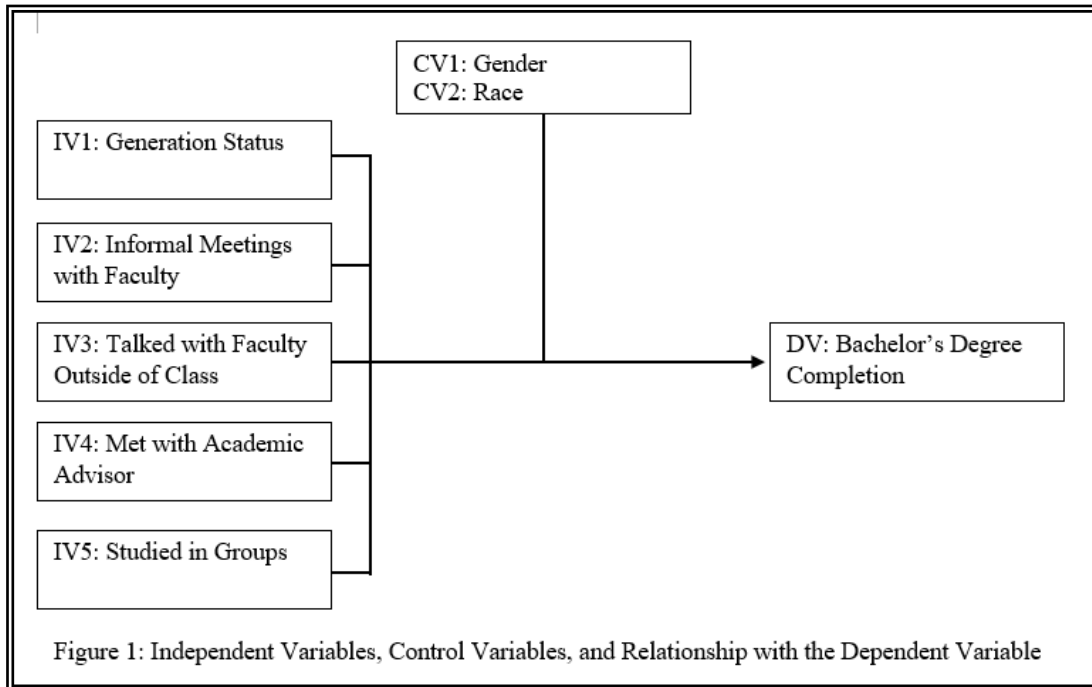 CV1: Gender
CV2: Race
IV1: Generation Status
IV2: Informal Meetings
with Faculty
IV3: Talked with Faculty
Outside of Class
DV: Bachelor’s Degree
Completion
IV4: Met with Academic
Advisor
IV5: Studied in Groups
Figure 1: Independent Variables, Control Variables, and Relationship with the Dependent Variable